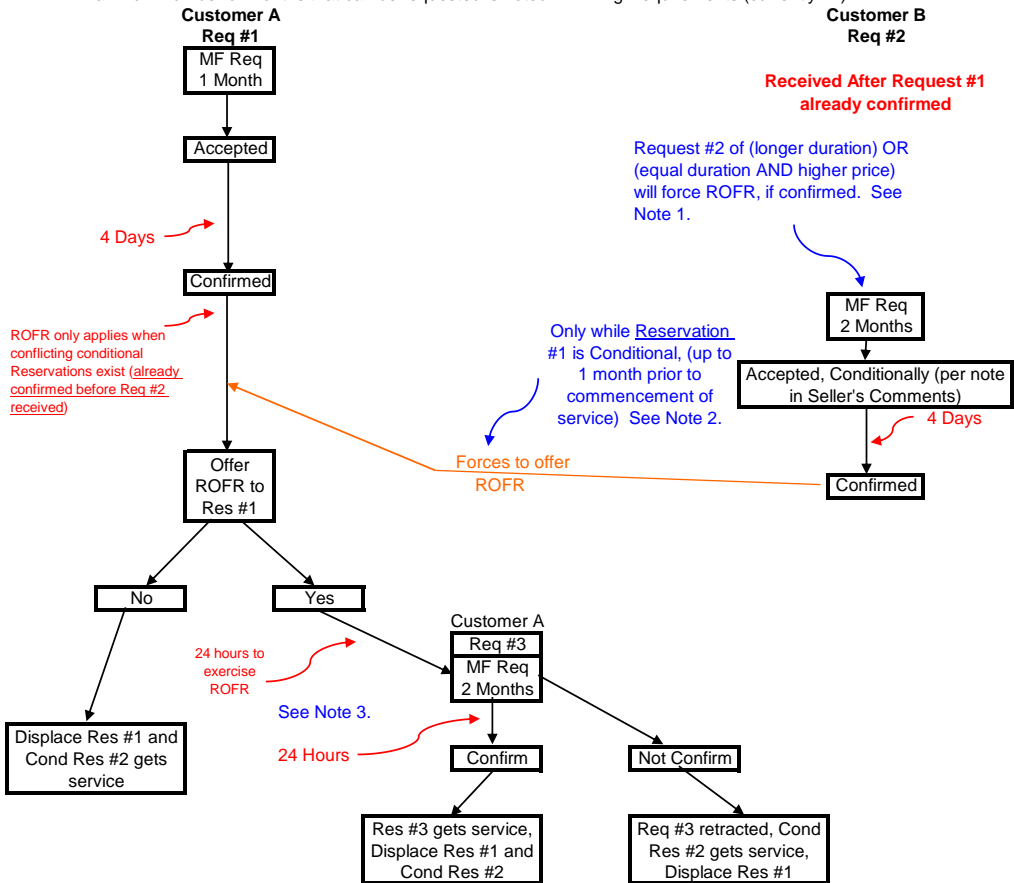 Customer A
Req #1
MF Req
1 Month
Customer B
Req #2
Received After Request #1
already confirmed
Accepted
Request #2 of (longer duration) OR
(equal duration AND higher price)
will force ROFR, if confirmed. See
Note 1.
4 Days
Confirmed
MF Req
2 Months
ROFR only applies when
conflicting conditional
Reservations exist (already
confirmed before Req #2
received)
Only while Reservation
#1 is Conditional, (up to
1 month prior to
commencement of
service) See Note 2.
Accepted, Conditionally (per note
in Seller's Comments)
4 Days
Confirmed
Forces to offer
ROFR
Offer
ROFR to
Res #1
No
Yes
24 hours to
exercise
ROFR
Customer A
Req #3
MF Req
2 Months
See Note 3.
24 Hours
Displace Res #1 and
Cond Res #2 gets
service
Confirm
Not Confirm
Res #3 gets service,
Displace Res #1 and
Cond Res #2
Req #3 retracted, Cond
Res #2 gets service,
Displace Res #1